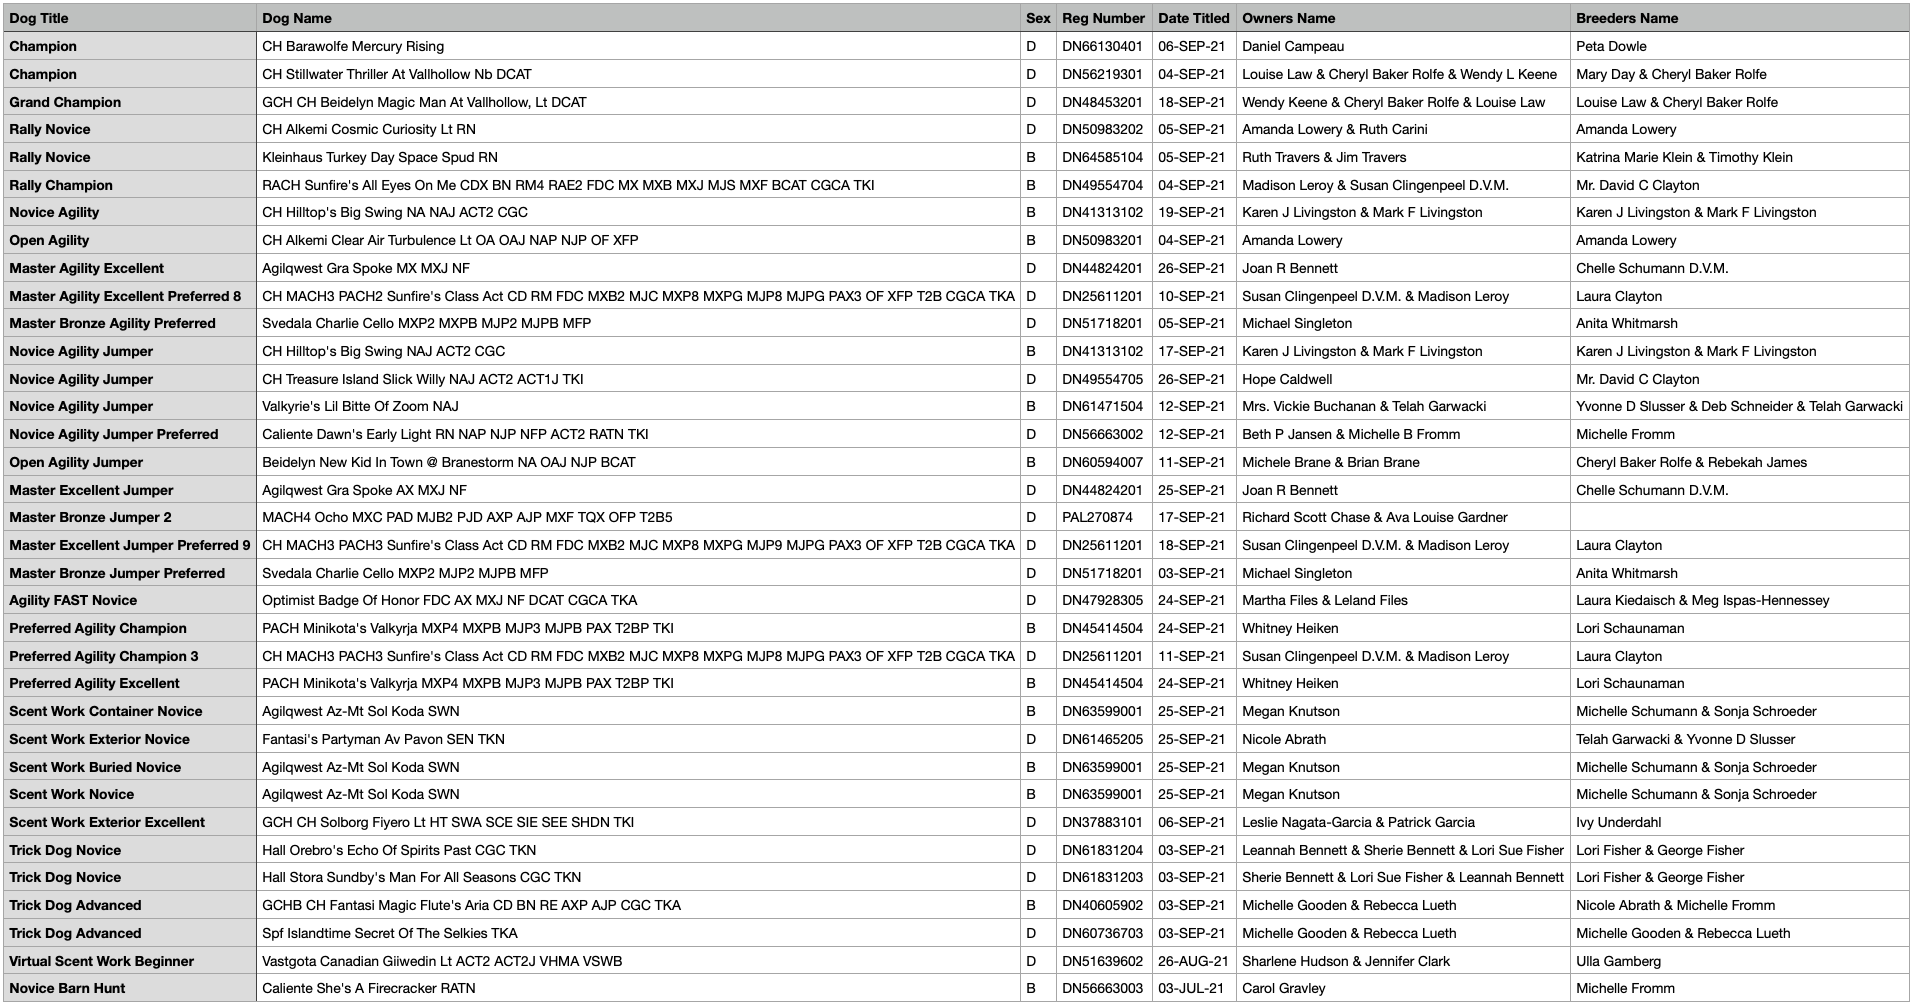 Dog Title Dog Name Sex Reg Number Date Titled Owners Name Breeders Name
Champion CH Barawolfe Mercury Rising D DN66130401 06-SEP-21 Daniel Campeau Peta Dowle
Champion CH Stillwater Thriller At Vallhollow Nb DCAT D DN56219301 04-SEP-21 Louise Law & Cheryl Baker Rolfe & Wendy L Keene Mary Day & Cheryl Baker Rolfe
Grand Champion GCH CH Beidelyn Magic Man At Vallhollow, Lt DCAT D DN48453201 18-SEP-21 Wendy Keene & Cheryl Baker Rolfe & Louise Law Louise Law & Cheryl Baker Rolfe
Rally Novice CH Alkemi Cosmic Curiosity Lt RN D DN50983202 05-SEP-21 Amanda Lowery & Ruth Carini Amanda Lowery
Rally Novice Kleinhaus Turkey Day Space Spud RN B DN64585104 05-SEP-21 Ruth Travers & Jim Travers Katrina Marie Klein & Timothy Klein
Rally Champion RACH Sunfire's All Eyes On Me CDX BN RM4 RAE2 FDC MX MXB MXJ MJS MXF BCAT CGCA TKI B DN49554704 04-SEP-21 Madison Leroy & Susan Clingenpeel D.V.M. Mr. David C Clayton
Novice Agility CH Hilltop's Big Swing NA NAJ ACT2 CGC B DN41313102 19-SEP-21 Karen J Livingston & Mark F Livingston Karen J Livingston & Mark F Livingston
Open Agility CH Alkemi Clear Air Turbulence Lt OA OAJ NAP NJP OF XFP B DN50983201 04-SEP-21 Amanda Lowery Amanda Lowery
Master Agility Excellent Agilqwest Gra Spoke MX MXJ NF D DN44824201 26-SEP-21 Joan R Bennett Chelle Schumann D.V.M.
Master Agility Excellent Preferred 8 CH MACH3 PACH2 Sunfire's Class Act CD RM FDC MXB2 MJC MXP8 MXPG MJP8 MJPG PAX3 OF XFP T2B CGCA TKA D DN25611201 10-SEP-21 Susan Clingenpeel D.V.M. & Madison Leroy Laura Clayton
Master Bronze Agility Preferred Svedala Charlie Cello MXP2 MXPB MJP2 MJPB MFP D DN51718201 05-SEP-21 Michael Singleton Anita Whitmarsh
Novice Agility Jumper CH Hilltop's Big Swing NAJ ACT2 CGC B DN41313102 17-SEP-21 Karen J Livingston & Mark F Livingston Karen J Livingston & Mark F Livingston
Novice Agility Jumper CH Treasure Island Slick Willy NAJ ACT2 ACT1J TKI D DN49554705 26-SEP-21 Hope Caldwell Mr. David C Clayton
Novice Agility Jumper Valkyrie's Lil Bitte Of Zoom NAJ B DN61471504 12-SEP-21 Mrs. Vickie Buchanan & Telah Garwacki Yvonne D Slusser & Deb Schneider & Telah Garwacki
Novice Agility Jumper Preferred Caliente Dawn's Early Light RN NAP NJP NFP ACT2 RATN TKI D DN56663002 12-SEP-21 Beth P Jansen & Michelle B Fromm Michelle Fromm
Open Agility Jumper Beidelyn New Kid In Town @ Branestorm NA OAJ NJP BCAT B DN60594007 11-SEP-21 Michele Brane & Brian Brane Cheryl Baker Rolfe & Rebekah James
Master Excellent Jumper Agilqwest Gra Spoke AX MXJ NF D DN44824201 25-SEP-21 Joan R Bennett Chelle Schumann D.V.M.
Master Bronze Jumper 2 MACH4 Ocho MXC PAD MJB2 PJD AXP AJP MXF TQX OFP T2B5 D PAL270874 17-SEP-21 Richard Scott Chase & Ava Louise Gardner
Master Excellent Jumper Preferred 9 CH MACH3 PACH3 Sunfire's Class Act CD RM FDC MXB2 MJC MXP8 MXPG MJP9 MJPG PAX3 OF XFP T2B CGCA TKA D DN25611201 18-SEP-21 Susan Clingenpeel D.V.M. & Madison Leroy Laura Clayton
Master Bronze Jumper Preferred Svedala Charlie Cello MXP2 MJP2 MJPB MFP D DN51718201 03-SEP-21 Michael Singleton Anita Whitmarsh
Agility FAST Novice Optimist Badge Of Honor FDC AX MXJ NF DCAT CGCA TKA D DN47928305 24-SEP-21 Martha Files & Leland Files Laura Kiedaisch & Meg Ispas-Hennessey
Preferred Agility Champion PACH Minikota's Valkyrja MXP4 MXPB MJP3 MJPB PAX T2BP TKI B DN45414504 24-SEP-21 Whitney Heiken Lori Schaunaman
Preferred Agility Champion 3 CH MACH3 PACH3 Sunfire's Class Act CD RM FDC MXB2 MJC MXP8 MXPG MJP8 MJPG PAX3 OF XFP T2B CGCA TKA D DN25611201 11-SEP-21 Susan Clingenpeel D.V.M. & Madison Leroy Laura Clayton
Preferred Agility Excellent PACH Minikota's Valkyrja MXP4 MXPB MJP3 MJPB PAX T2BP TKI B DN45414504 24-SEP-21 Whitney Heiken Lori Schaunaman
Scent Work Container Novice Agilqwest Az-Mt Sol Koda SWN B DN63599001 25-SEP-21 Megan Knutson Michelle Schumann & Sonja Schroeder
Scent Work Exterior Novice Fantasi's Partyman Av Pavon SEN TKN D DN61465205 25-SEP-21 Nicole Abrath Telah Garwacki & Yvonne D Slusser
Scent Work Buried Novice Agilqwest Az-Mt Sol Koda SWN B DN63599001 25-SEP-21 Megan Knutson Michelle Schumann & Sonja Schroeder
Scent Work Novice Agilqwest Az-Mt Sol Koda SWN B DN63599001 25-SEP-21 Megan Knutson Michelle Schumann & Sonja Schroeder
Scent Work Exterior Excellent GCH CH Solborg Fiyero Lt HT SWA SCE SIE SEE SHDN TKI D DN37883101 06-SEP-21 Leslie Nagata-Garcia & Patrick Garcia Ivy Underdahl
Trick Dog Novice Hall Orebro's Echo Of Spirits Past CGC TKN D DN61831204 03-SEP-21 Leannah Bennett & Sherie Bennett & Lori Sue Fisher Lori Fisher & George Fisher
Trick Dog Novice Hall Stora Sundby's Man For All Seasons CGC TKN D DN61831203 03-SEP-21 Sherie Bennett & Lori Sue Fisher & Leannah Bennett Lori Fisher & George Fisher
Trick Dog Advanced GCHB CH Fantasi Magic Flute's Aria CD BN RE AXP AJP CGC TKA B DN40605902 03-SEP-21 Michelle Gooden & Rebecca Lueth Nicole Abrath & Michelle Fromm
Trick Dog Advanced Spf Islandtime Secret Of The Selkies TKA D DN60736703 03-SEP-21 Michelle Gooden & Rebecca Lueth Michelle Gooden & Rebecca Lueth
Virtual Scent Work Beginner Vastgota Canadian Giiwedin Lt ACT2 ACT2J VHMA VSWB D DN51639602 26-AUG-21 Sharlene Hudson & Jennifer Clark Ulla Gamberg
Novice Barn Hunt Caliente She's A Firecracker RATN B DN56663003 03-JUL-21 Carol Gravley Michelle Fromm